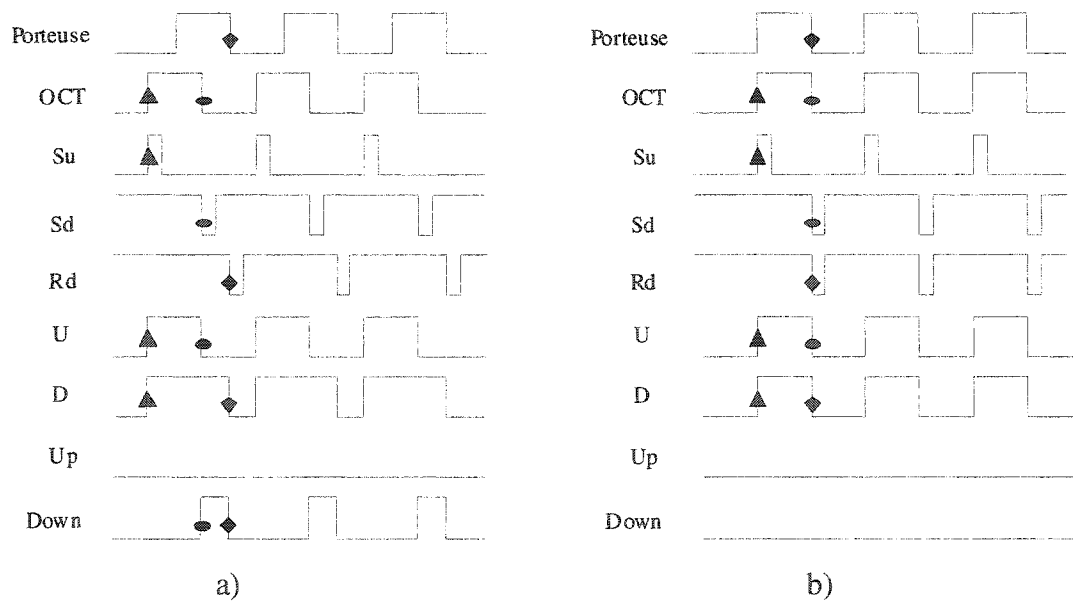 Porteuse
OCT
Su
Sd
Rd
U
D
Up
Down
a)
Porteuse
OCT
Su
Sd
Rd
U
D
Up
Down
b)